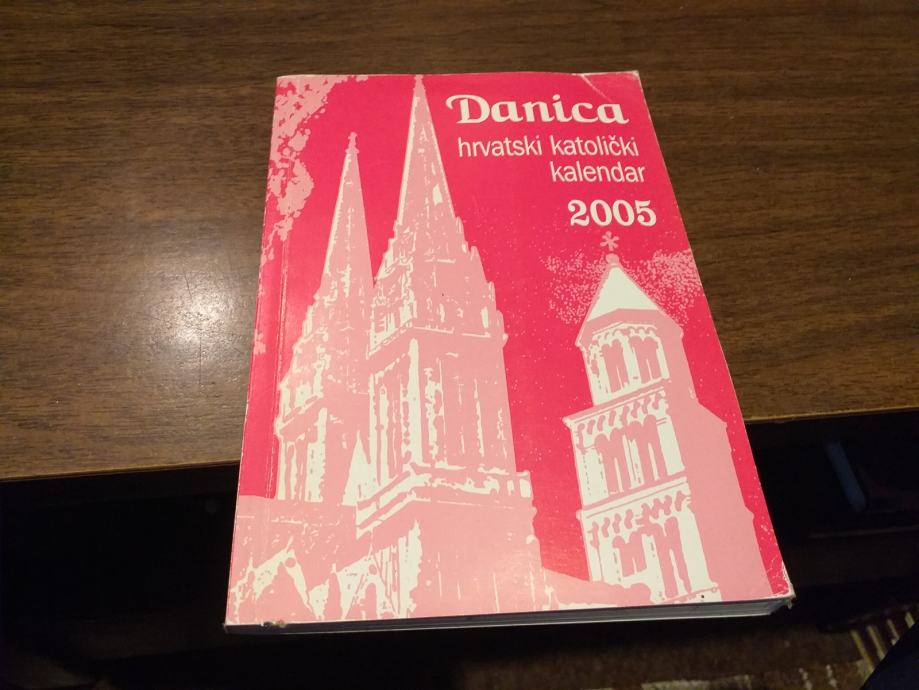 Danica
hrvatski katolički
kalendar
2005